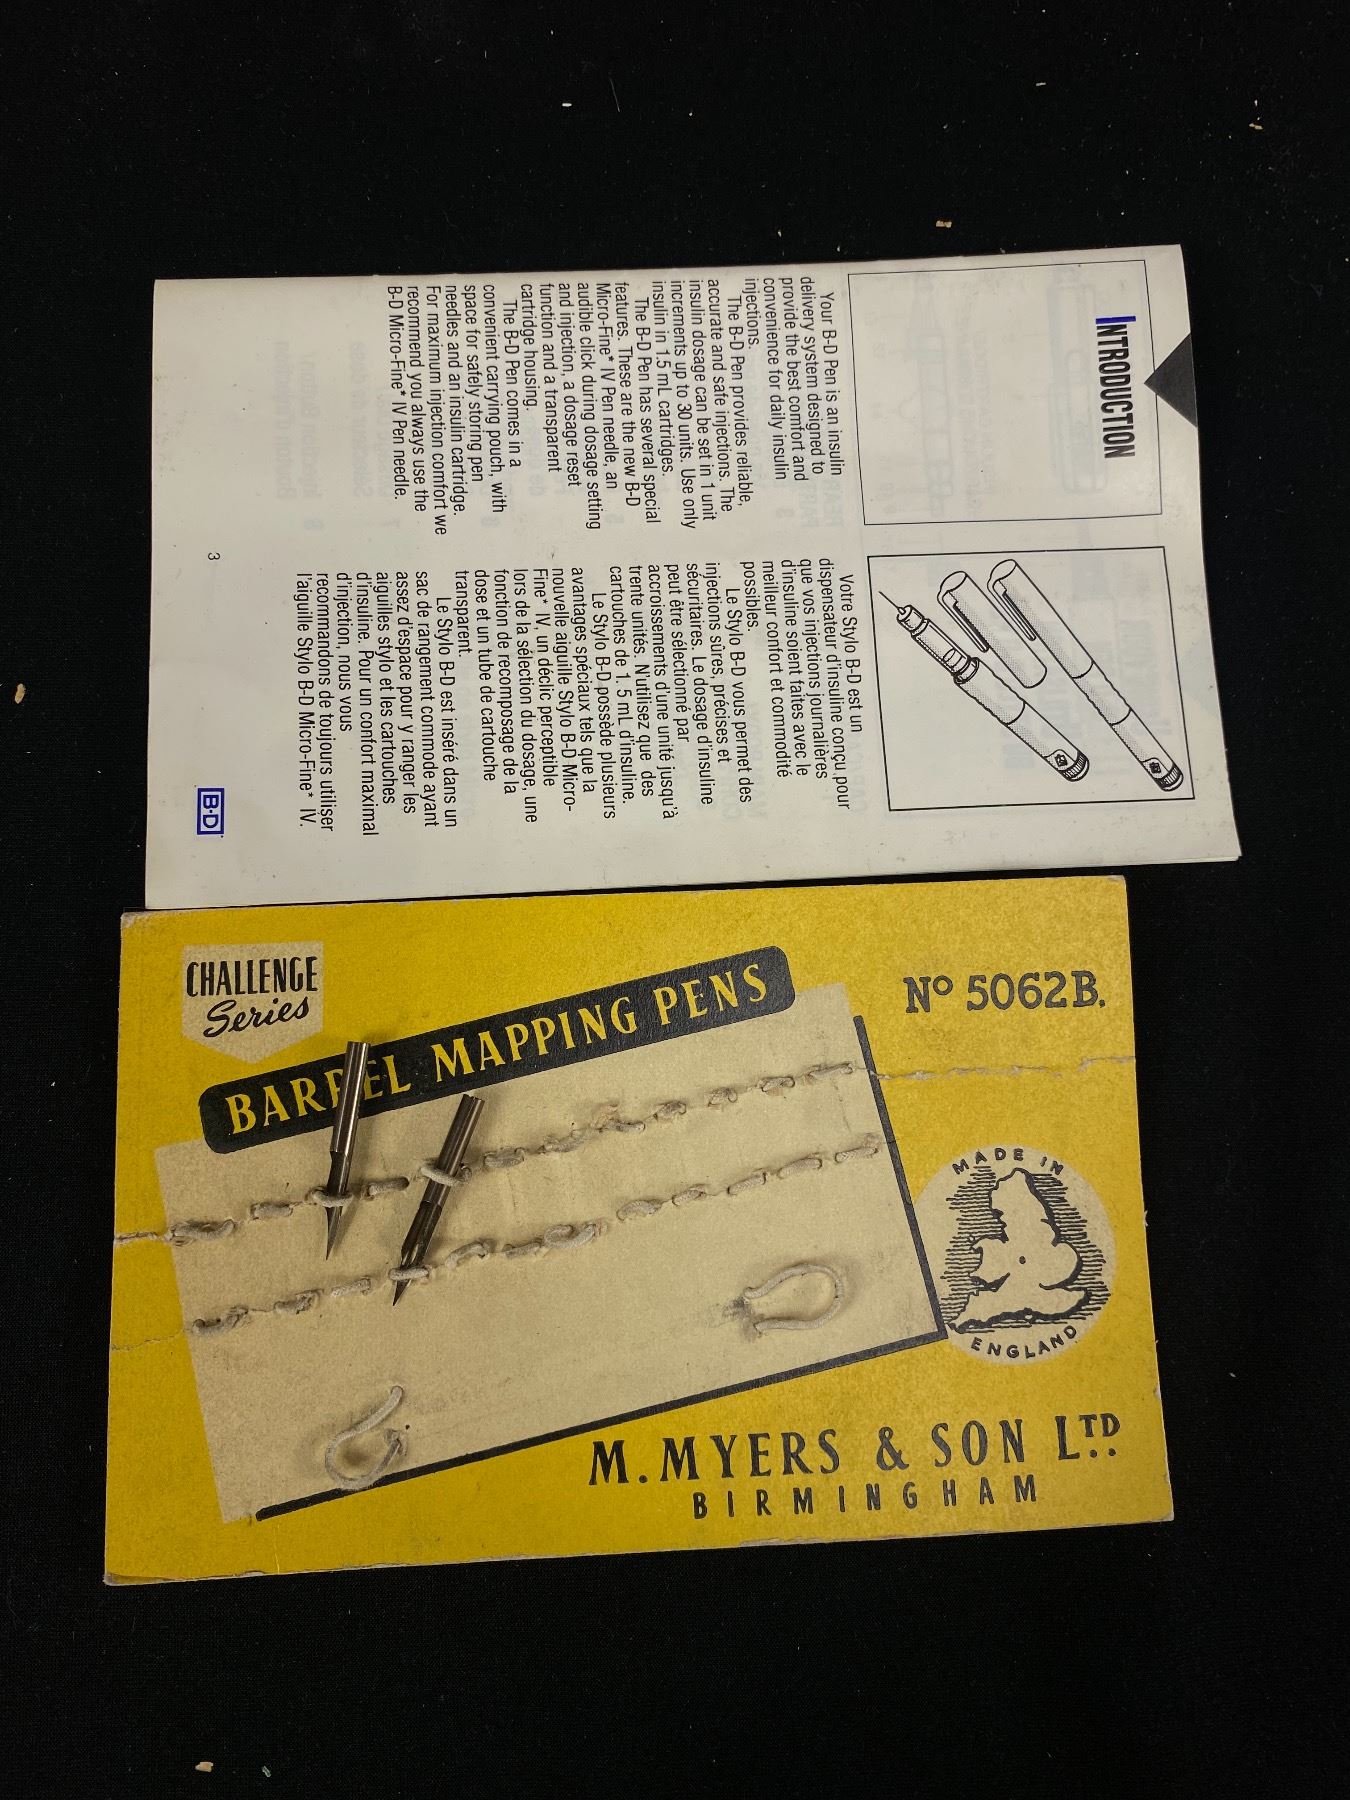 INTRODUCTION
Your B-D Pen is an insulin
delivery system designed to
provide the best comfort and
convenience for daily insulin
injections.
The B-D Pen provides reliable,
accurate and safe injections. The
insulin dosage can be set in 1 unit
increments up to 30 units. Use only
insulin in 1.5 mL cartridges.
The B-D Pen has several special
features. These are the new B-D
Micro-Fine* IV Pen needle, an
audible click during dosage setting
and injection, a dosage reset
function and a transparent
cartridge housing.
The B-D Pen comes in a
convenient carrying pouch, with
space for safely storing pen
needles and an insulin cartridge.
For maximum injection comfort we
recommend you always use the
B-D Micro-Fine* IV Pen needle.
Votre Stylo B-D est un
dispensateur d'insuline conçu pour
que vos injections journalières
d'insuline soient faites avec le
meilleur confort et commodité
possibles.
Le Stylo B-D vous permet des
injections sûres, précises et
sécuritaires. Le dosage d'insuline
peut être sélectionné par
accroisements d'une unité jusqu'à
trente unités. N'utilisez que des
cartouches de 1. 5 mL d'insuline.
Le Stylo B-D possède plusieurs
avantages spéciaux tels que la
nouvelle aiguille Stylo B-D Micro-
Fine* IV, un déclic perceptible
lors de la sélection du dosage, une
fonction de recomposage de la
dose et un tube de cartouche
transparent.
Le Stylo B-D est inséré dans un
sac de rangement commode ayant
assez d'espace pour y ranger les
aiguilles stylo et les cartouches
d'insuline. Pour un confort maximal
d'injection, nous vous
recommandons de toujours utiliser
l'aiguille Stylo B-D Micro-Fine* IV.
3
B-D
CHALLENGE
Series
BARREL MAPPING PENS
Nº 5062B.
MADE IN
ENGLAND
M. MYERS & SON LTD.
BIRMINGHAM